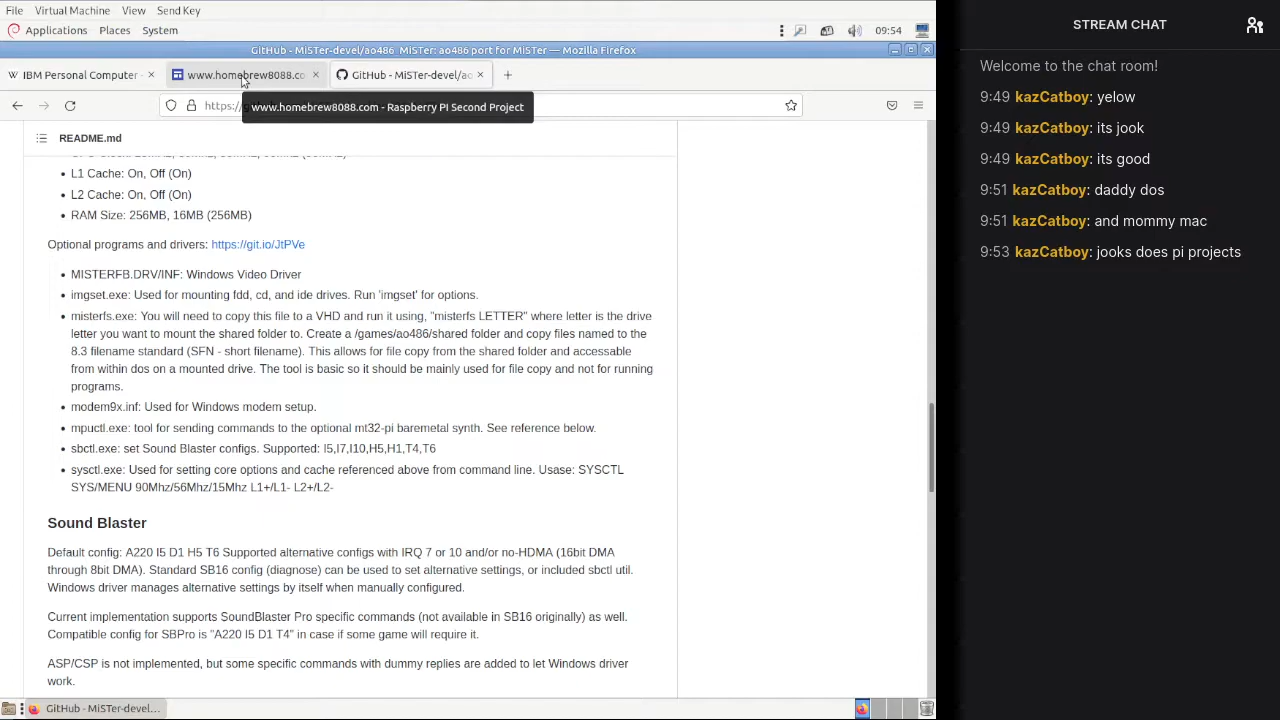 File Virtual Machine View Send Key
Applications Places System 09:54
GitHub - MiSTer-devel/ao486_MiSTer: ao486 port for MiSTer — Mozilla Firefox
IBM Personal Computer - www.homebrew8088.co GitHub - MiSTer-devel/ao
https://
www.homebrew8088.com - Raspberry PI Second Project
README.md
L1 Cache: On, Off (On)
L2 Cache: On, Off (On)
RAM Size: 256MB, 16MB (256MB)
Optional programs and drivers: https://git.io/JtPVe
MISTERFB.DRV/INF: Windows Video Driver
imgset.exe: Used for mounting fdd, cd, and ide drives. Run 'imgset' for options.
misterfs.exe: You will need to copy this file to a VHD and run it using, "misterfs LETTER" where letter is the drive
letter you want to mount the shared folder to. Create a /games/ao486/shared folder and copy files named to the
8.3 filename standard (SFN - short filename). This allows for file copy from the shared folder and accessable
from within dos on a mounted drive. The tool is basic so it should be mainly used for file copy and not for running
programs.
modem9x.inf: Used for Windows modem setup.
mpuctl.exe: tool for sending commands to the optional mt32-pi baremetal synth. See reference below.
sbctl.exe: set Sound Blaster configs. Supported: I5,I7,I10,H5,H1,T4,T6
sysctl.exe: Used for setting core options and cache referenced above from command line. Usase: SYSCTL
SYS/MENU 90Mhz/56Mhz/15Mhz L1+/L1- L2+/L2-
Sound Blaster
Default config: A220 I5 D1 H5 T6 Supported alternative configs with IRQ 7 or 10 and/or no-HDMA (16bit DMA
through 8bit DMA). Standard SB16 config (diagnose) can be used to set alternative settings, or included sbctl util.
Windows driver manages alternative settings by itself when manually configured.
Current implementation supports SoundBlaster Pro specific commands (not available in SB16 originally) as well.
Compatible config for SBPro is "A220 I5 D1 T4" in case if some game will require it.
ASP/CSP is not implemented, but some specific commands with dummy replies are added to let Windows driver
work.
GitHub - MiSTer-devel...
STREAM CHAT
Welcome to the chat room!
9:49 kazCatboy: yelow
9:49 kazCatboy: its jook
9:49 kazCatboy: its good
9:51 kazCatboy: daddy dos
9:51 kazCatboy: and mommy mac
9:53 kazCatboy: jooks does pi projects